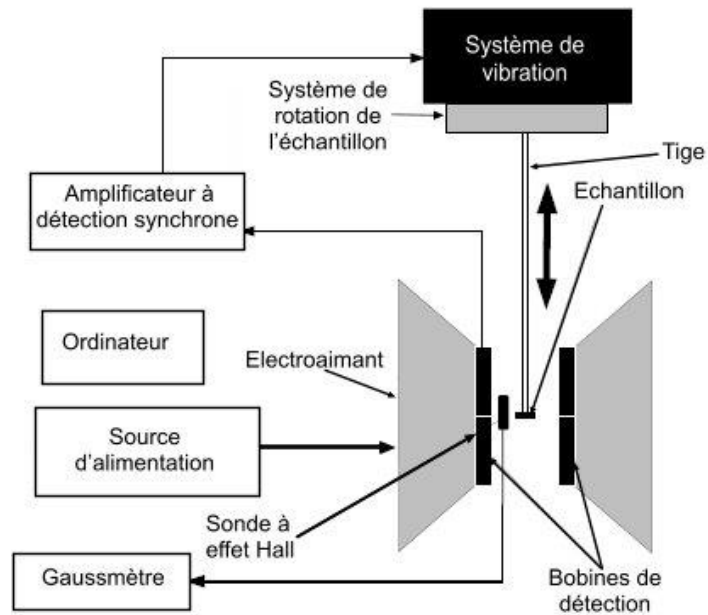 Système de
vibration
Système de
rotation de
l'échantillon
Tige
Amplificateur à
détection synchrone
Echantillon
Ordinateur
Electroaimant
Source
d'alimentation
Sonde à
effet Hall
Gaussmètre
Bobines de
détection